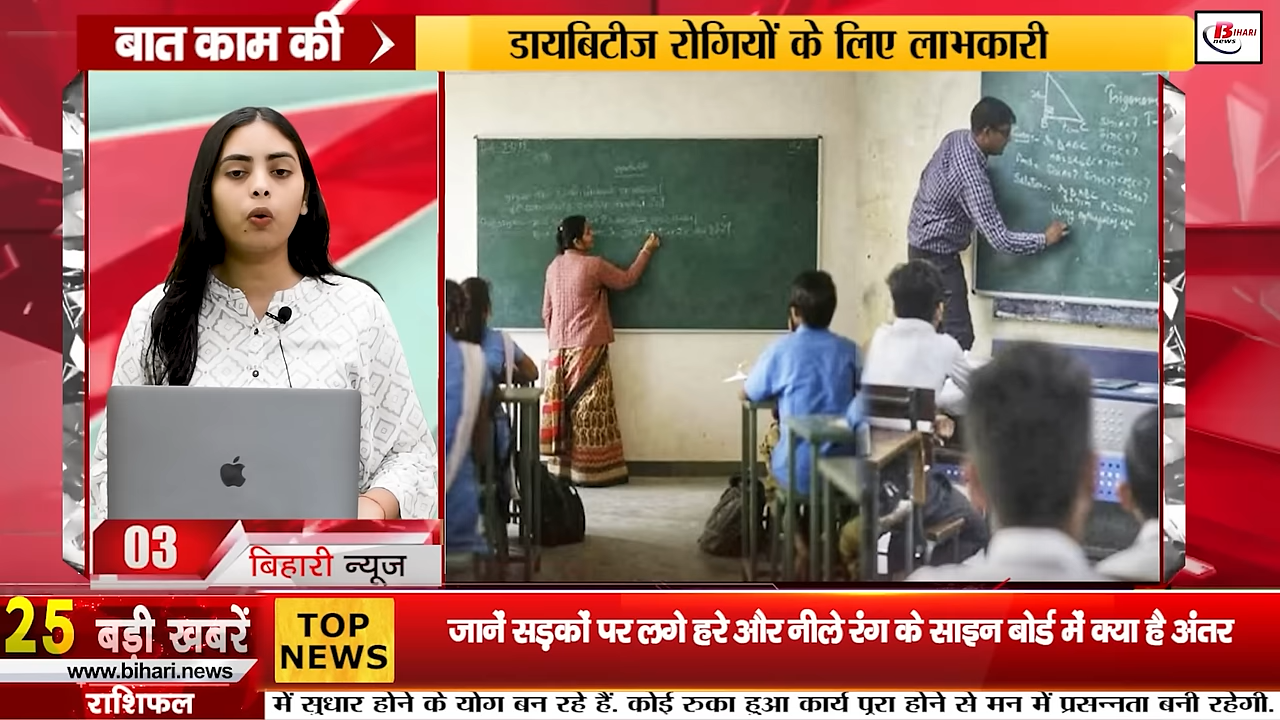 बात काम की
डायबिटीज रोगियों के लिए लाभकारी
BIHARI
news
Trigonom
03
बिहारी न्यूज
25 बड़ी खबरें
www.bihari.news
TOP
NEWS
जानें सड़कों पर लगे हरे और नीले रंग के साइन बोर्ड में क्या है अंतर
राशिफल
में सुधार होने के योग बन रहे हैं. कोई रुका हुआ कार्य पूरा होने से मन में प्रसन्नता बनी रहेगी.